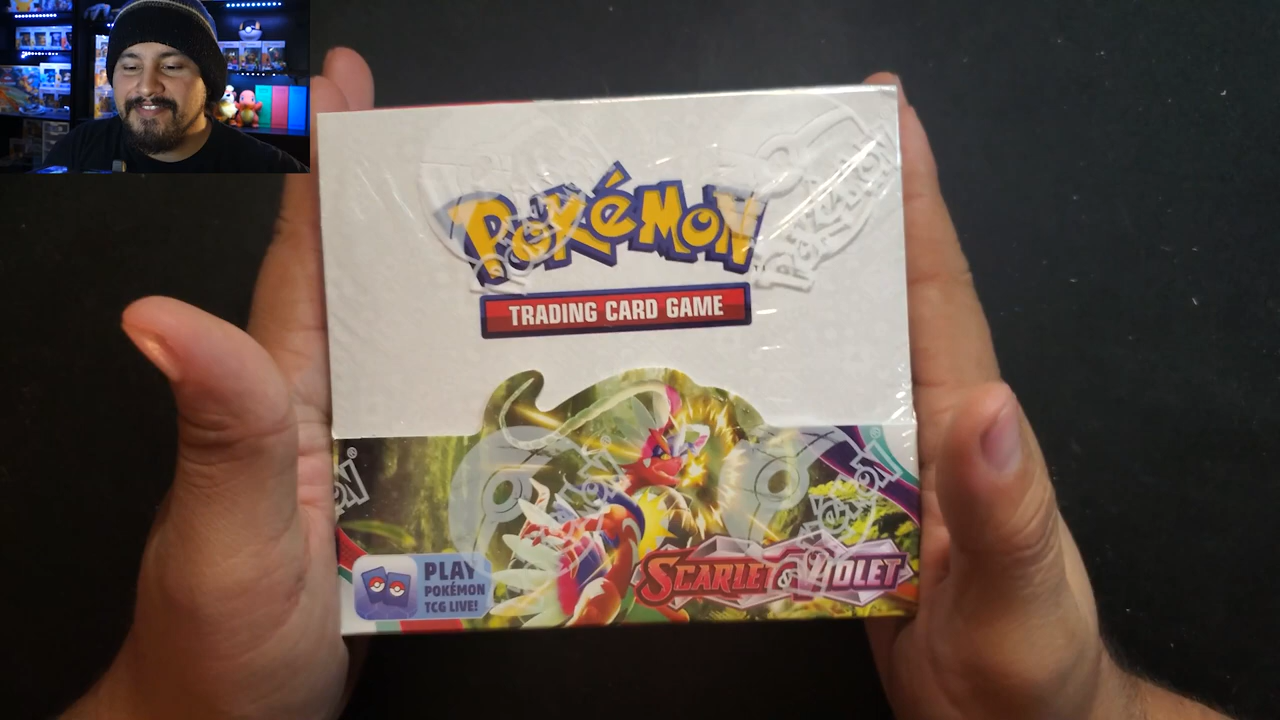 Pokémon
TRADING CARD GAME
PLAY
POKÉMON
TCG LIVE!
SCARLET & VIOLET